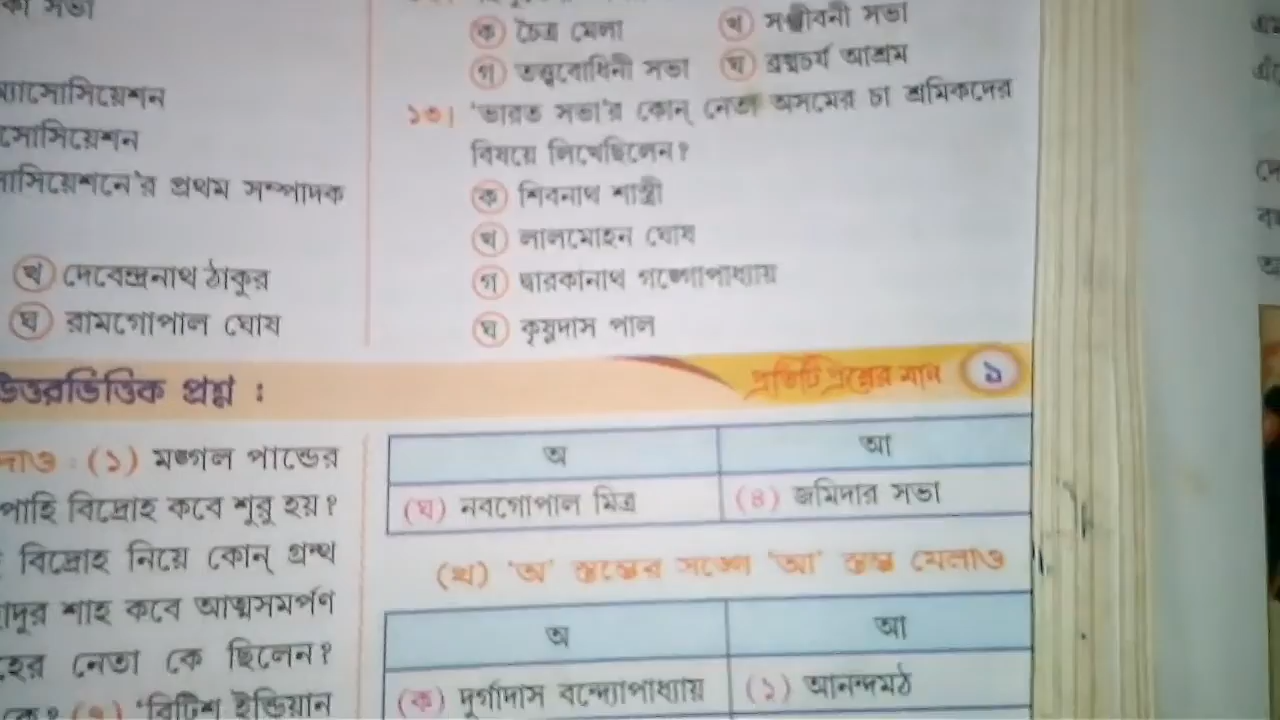 কা সভা
য়াসোসিয়েশন
সোসিয়েশন
াসিয়েশনে'র প্রথম সম্পাদক
(খ) দেবেন্দ্রনাথ ঠাকুর
(ঘ) রামগোপাল ঘোষ
(ক) চৈত্র মেলা (খ) সঞ্জীবনী সভা
(গ) তত্ত্ববোধিনী সভা (ঘ) ব্রহ্মচর্য আশ্রম
১৩। 'ভারত সভা'র কোন্ নেতা অসমের চা শ্রমিকদের
বিষয়ে লিখেছিলেন?
(ক) শিবনাথ শাস্ত্রী
(খ) লালমোহন ঘোষ
(গ) দ্বারকানাথ গঙ্গোপাধ্যায়
(ঘ) কৃষ্ণদাস পাল
উত্তরভিত্তিক প্রশ্ন : প্রতিটি প্রশ্নের মান ১
দাও : (১) মঙ্গল পান্ডের
পাহি বিদ্রোহ কবে শুরু হয়?
বিদ্রোহ নিয়ে কোন্ গ্রন্থ
াদুর শাহ কবে আত্মসমর্পণ
হের নেতা কে ছিলেন?
কে? (৭) 'ব্রিটিশ ইন্ডিয়ান
অ আ
(ঘ) নবগোপাল মিত্র (৪) জমিদার সভা
(খ) 'অ' স্তম্ভের সঙ্গে 'আ' স্তম্ভ মেলাও
অ আ
(ক) দুর্গাদাস বন্দ্যোপাধ্যায় (১) আনন্দমঠ